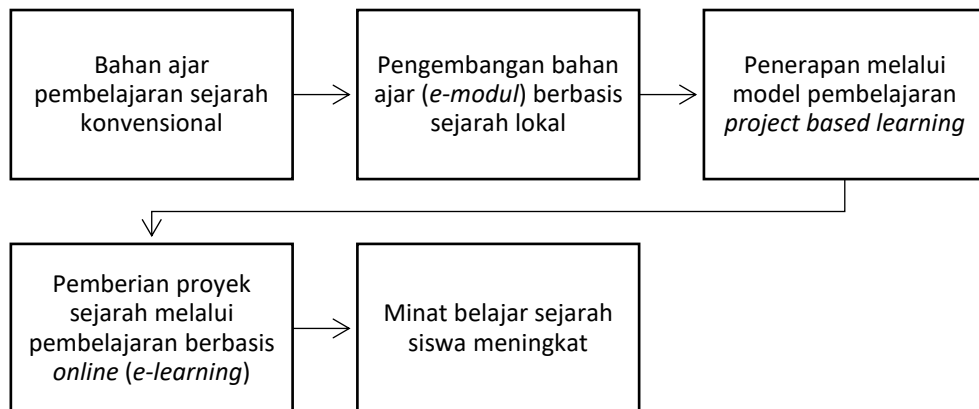 Bahan ajar
pembelajaran sejarah
konvensional
Pengembangan bahan
ajar (e-modul) berbasis
sejarah lokal
Penerapan melalui
model pembelajaran
project based learning
Pemberian proyek
sejarah melalui
pembelajaran berbasis
online (e-learning)
Minat belajar sejarah
siswa meningkat